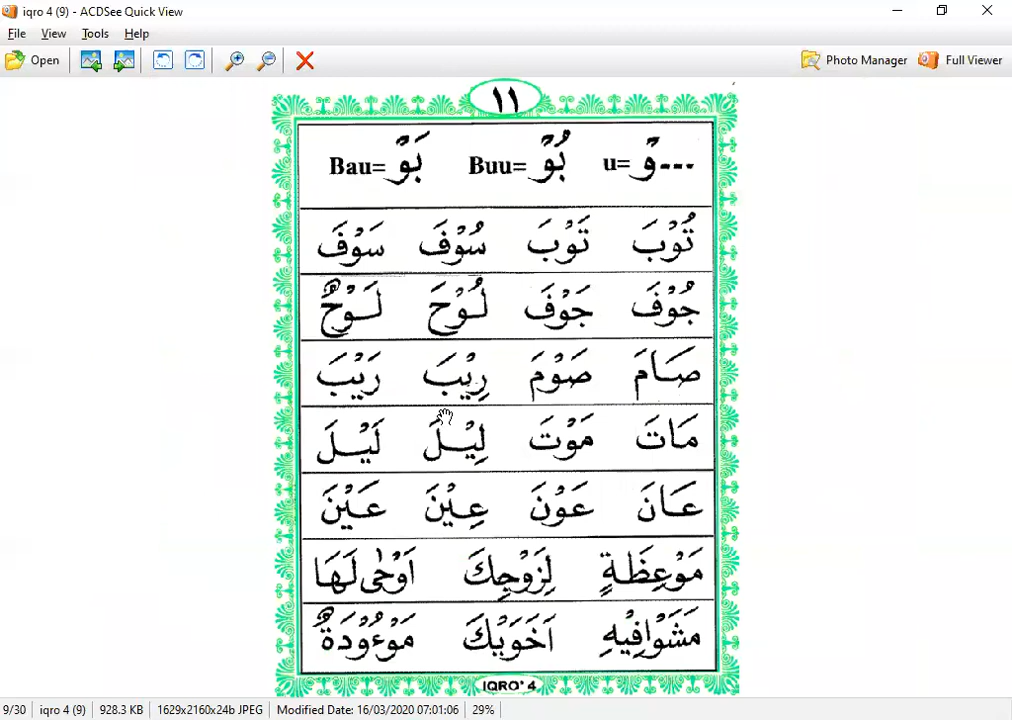 iqro 4 (9) - ACDSee Quick View
File View Tools Help
Open Photo Manager Full Viewer
١١
---وْ =u بُوْ =Buu بَوْ =Bau
تُوْبَ تَوْبَ سُوْفَ سَوْفَ
جُوْفَ جَوْفَ لُوْحَ لَوْحٌ
صَامَ صَوْمَ رِيْبَ رَيْبَ
مَاتَ مَوْتَ لِيْلَ لَيْلَ
عَانَ عَوْنَ عِيْنَ عَيْنَ
مَوْعِظَةٍ لِزَوْجِكَ اَوْحٰى لَهَا
مَشَوْافِيْهِ اَخَوَيْكَ مَوْءُوْدَةٌ
IQRO' 4
9/30 iqro 4 (9) 928.3 KB 1629x2160x24b JPEG Modified Date: 16/03/2020 07:01:06 29%